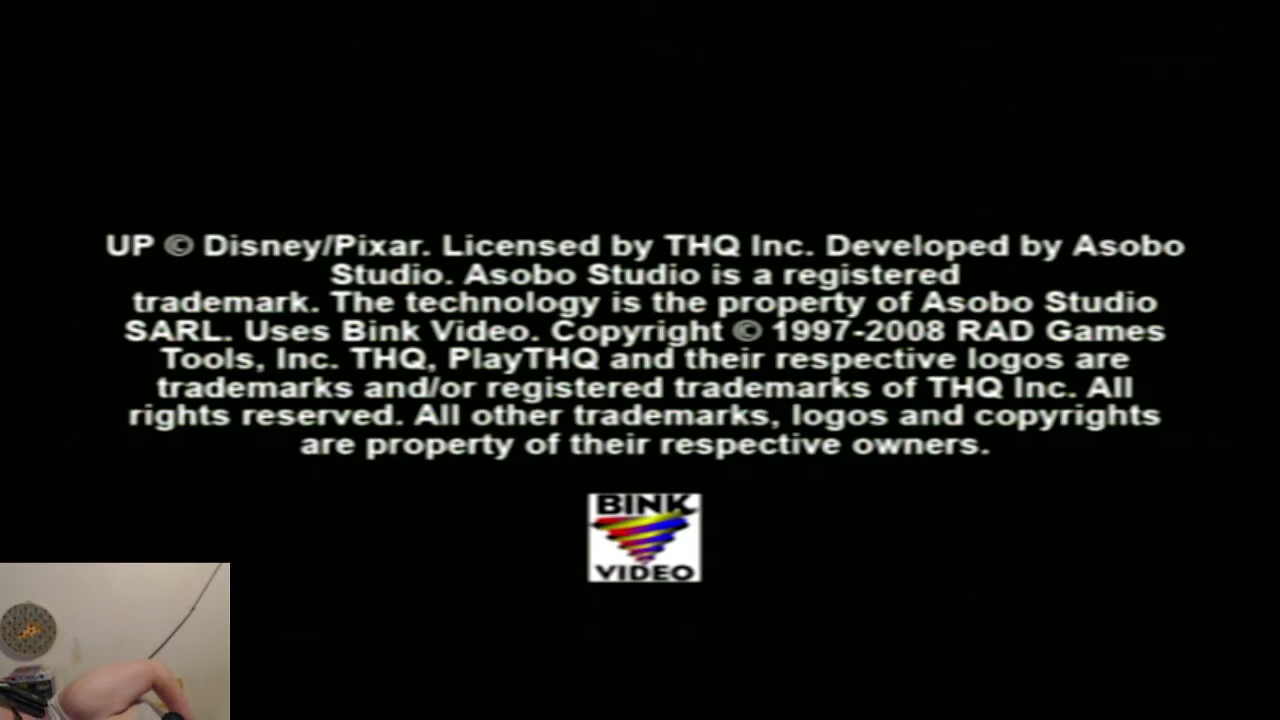 UP © Disney/Pixar. Licensed by THQ Inc. Developed by Asobo
Studio. Asobo Studio is a registered
trademark. The technology is the property of Asobo Studio
SARL. Uses Bink Video. Copyright © 1997-2008 RAD Games
Tools, Inc. THQ, PlayTHQ and their respective logos are
trademarks and/or registered trademarks of THQ Inc. All
rights reserved. All other trademarks, logos and copyrights
are property of their respective owners.
BINK
VIDEO